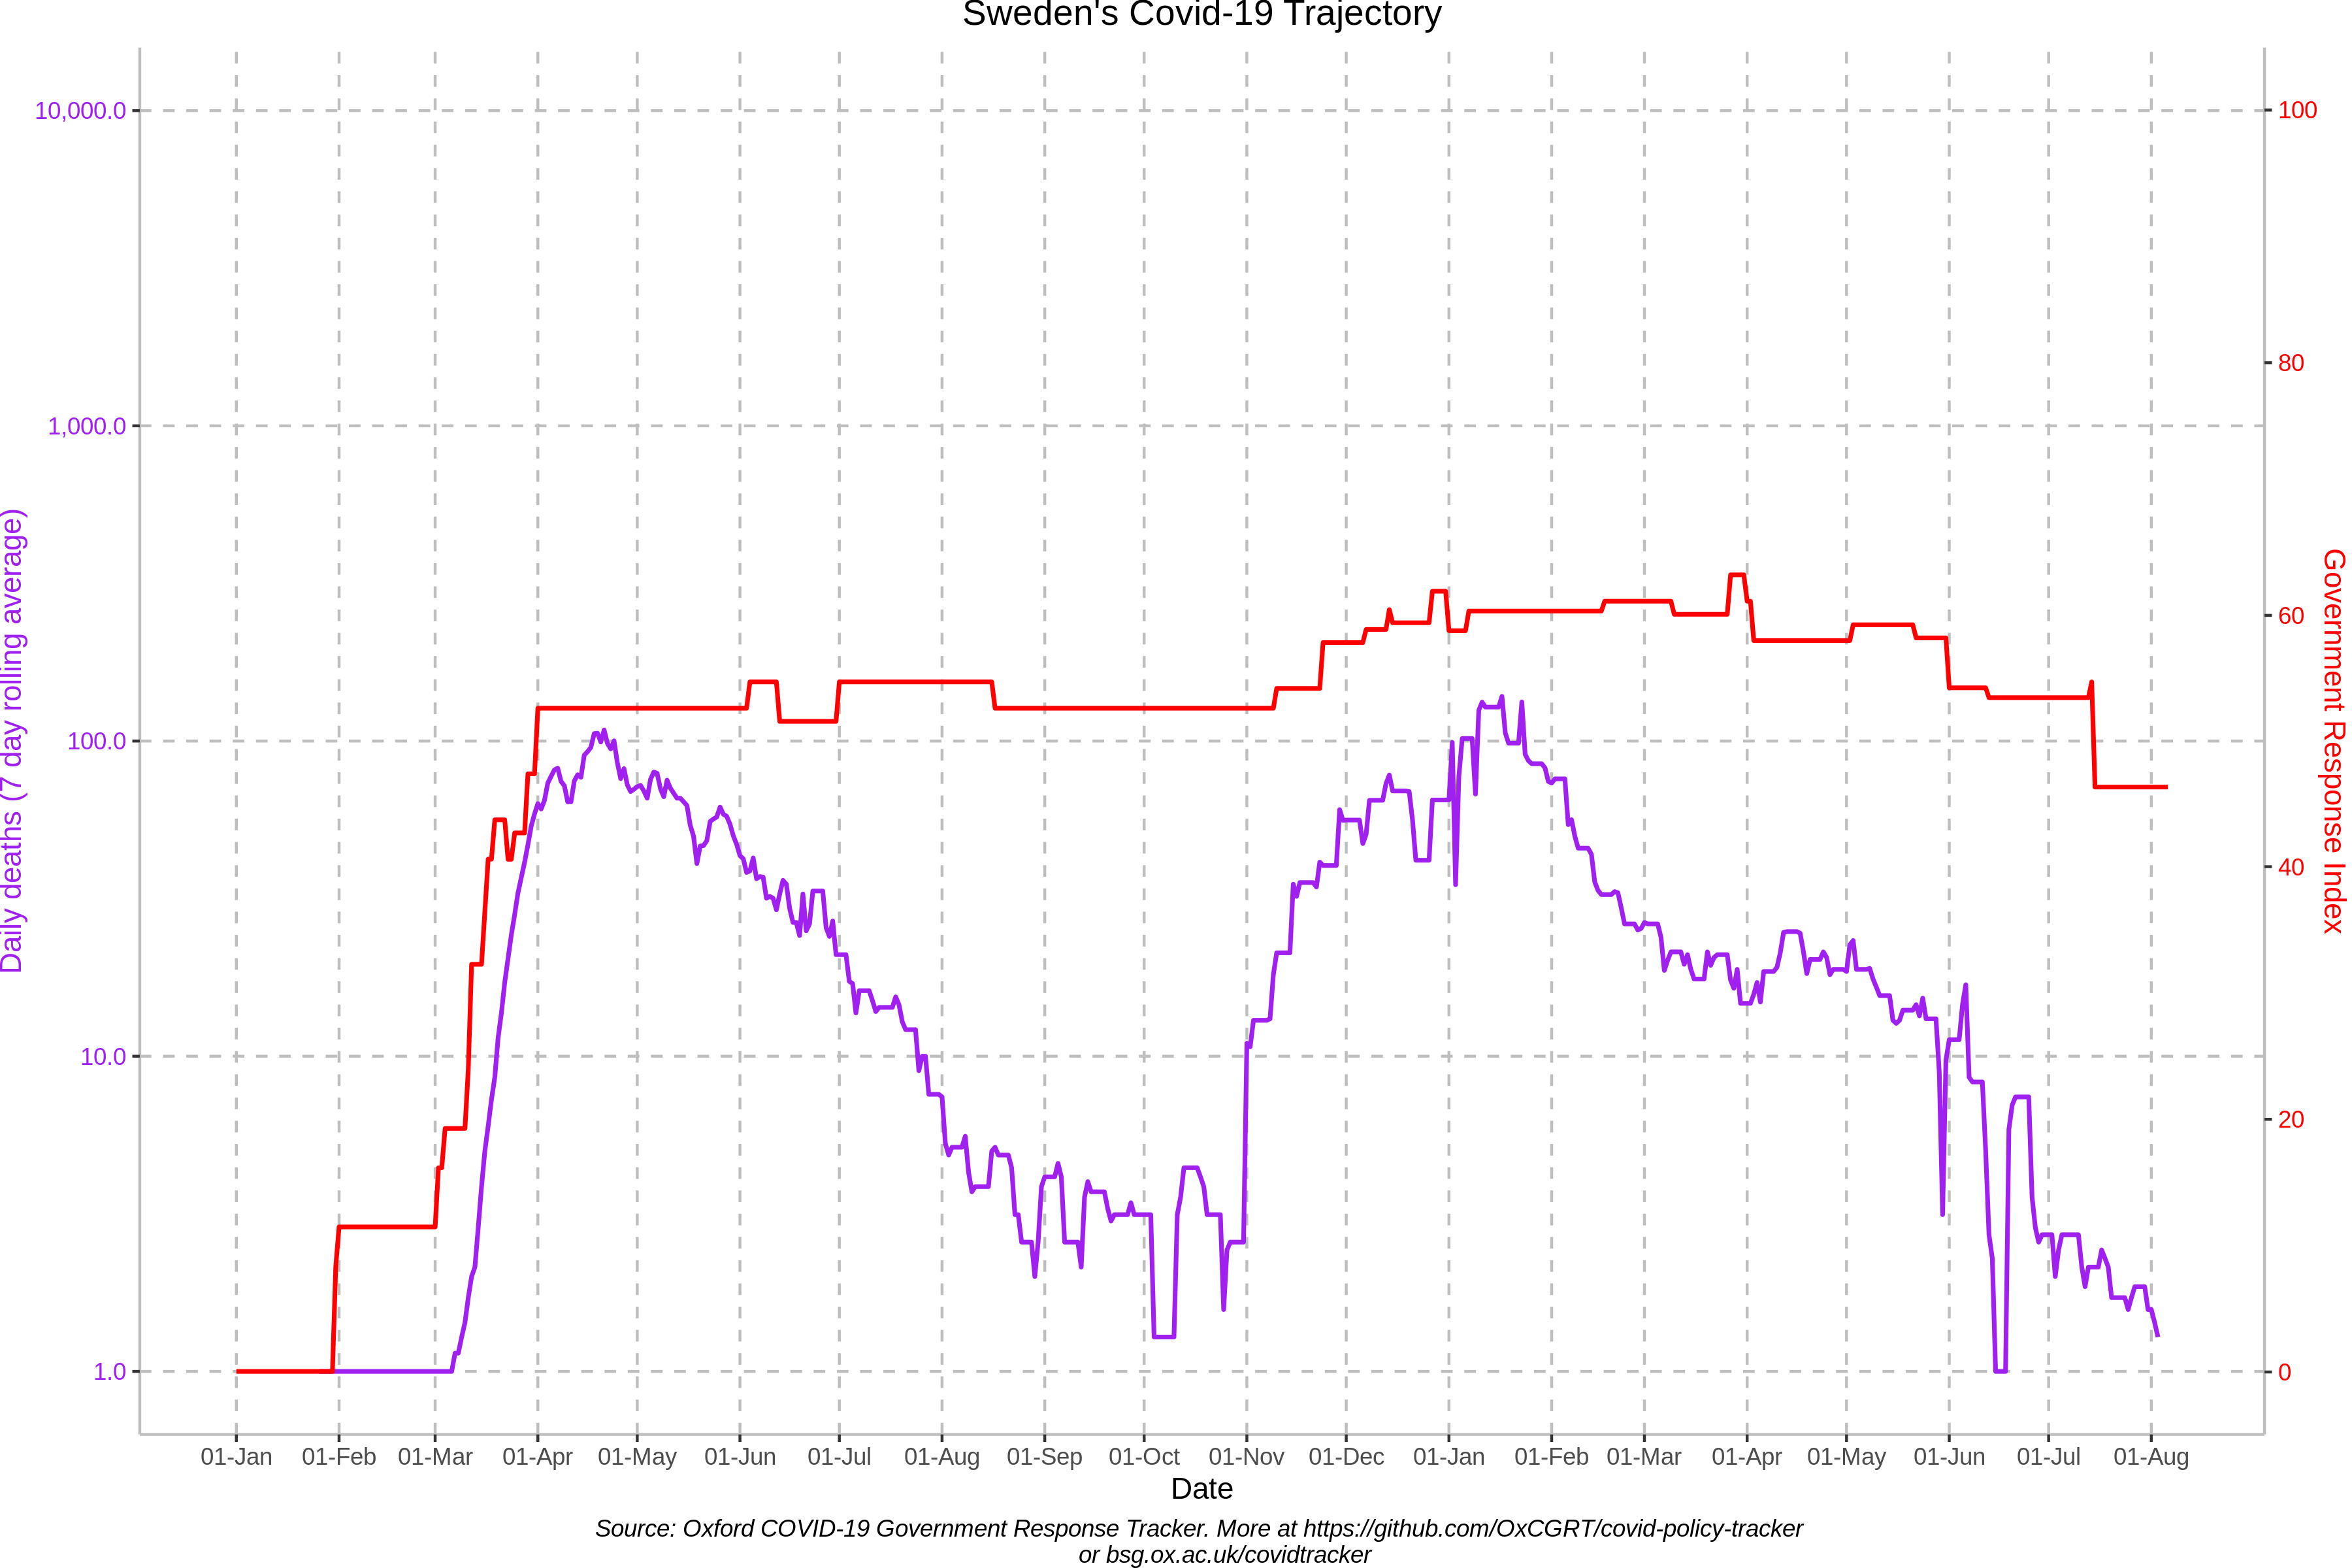 Sweden's Covid-19 Trajectory
10,000.0
1,000.0
100.0
10.0
1.0
Daily deaths (7 day rolling average)
100
80
60
40
20
0
Government Response Index
01-Jan 01-Feb 01-Mar 01-Apr 01-May 01-Jun 01-Jul 01-Aug 01-Sep 01-Oct 01-Nov 01-Dec 01-Jan 01-Feb 01-Mar 01-Apr 01-May 01-Jun 01-Jul 01-Aug
Date
Source: Oxford COVID-19 Government Response Tracker. More at https://github.com/OxCGRT/covid-policy-tracker
or bsg.ox.ac.uk/covidtracker